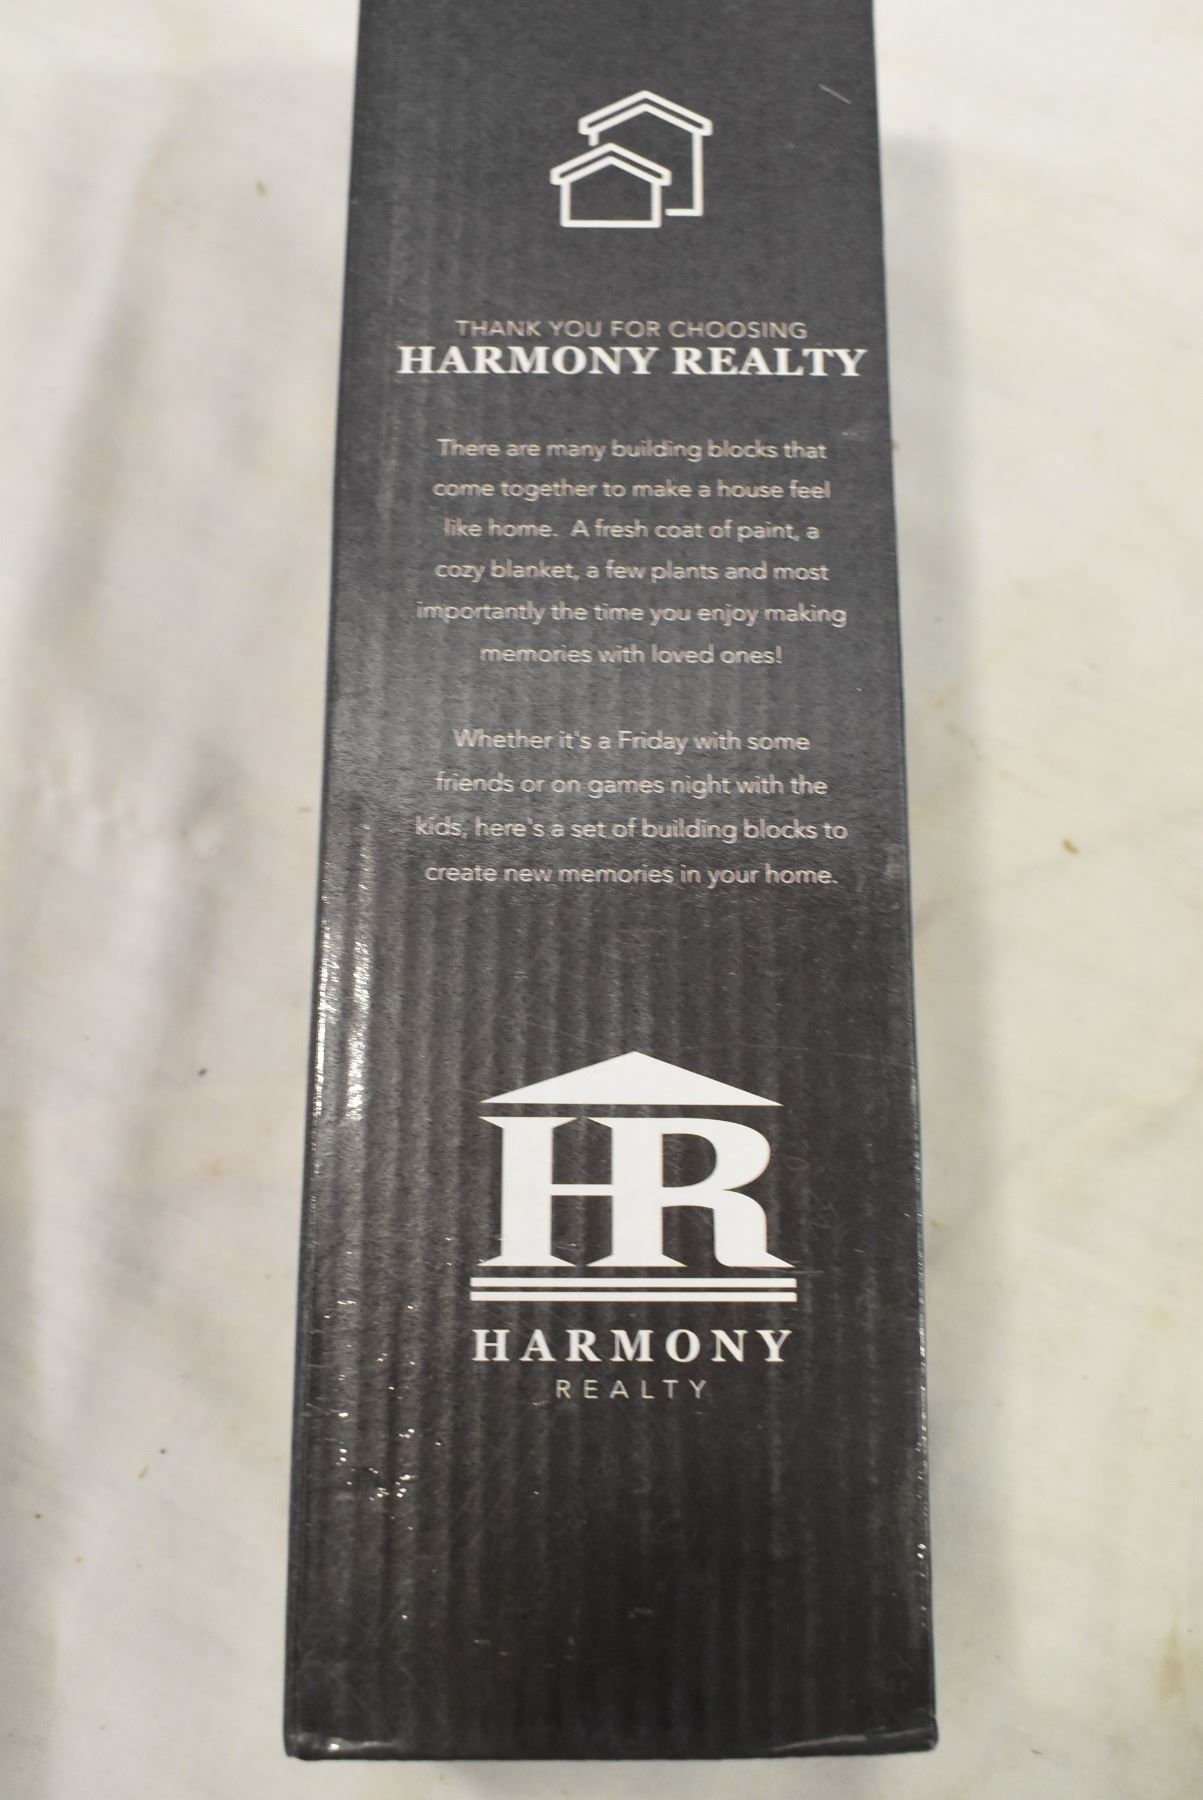 THANK YOU FOR CHOOSING
HARMONY REALTY
There are many building blocks that
come together to make a house feel
like home.  A fresh coat of paint, a
cozy blanket, a few plants and most
importantly the time you enjoy making
memories with loved ones!
Whether it's a Friday with some
friends or on games night with the
kids, here's a set of building blocks to
create new memories in your home.
HR
HARMONY
REALTY